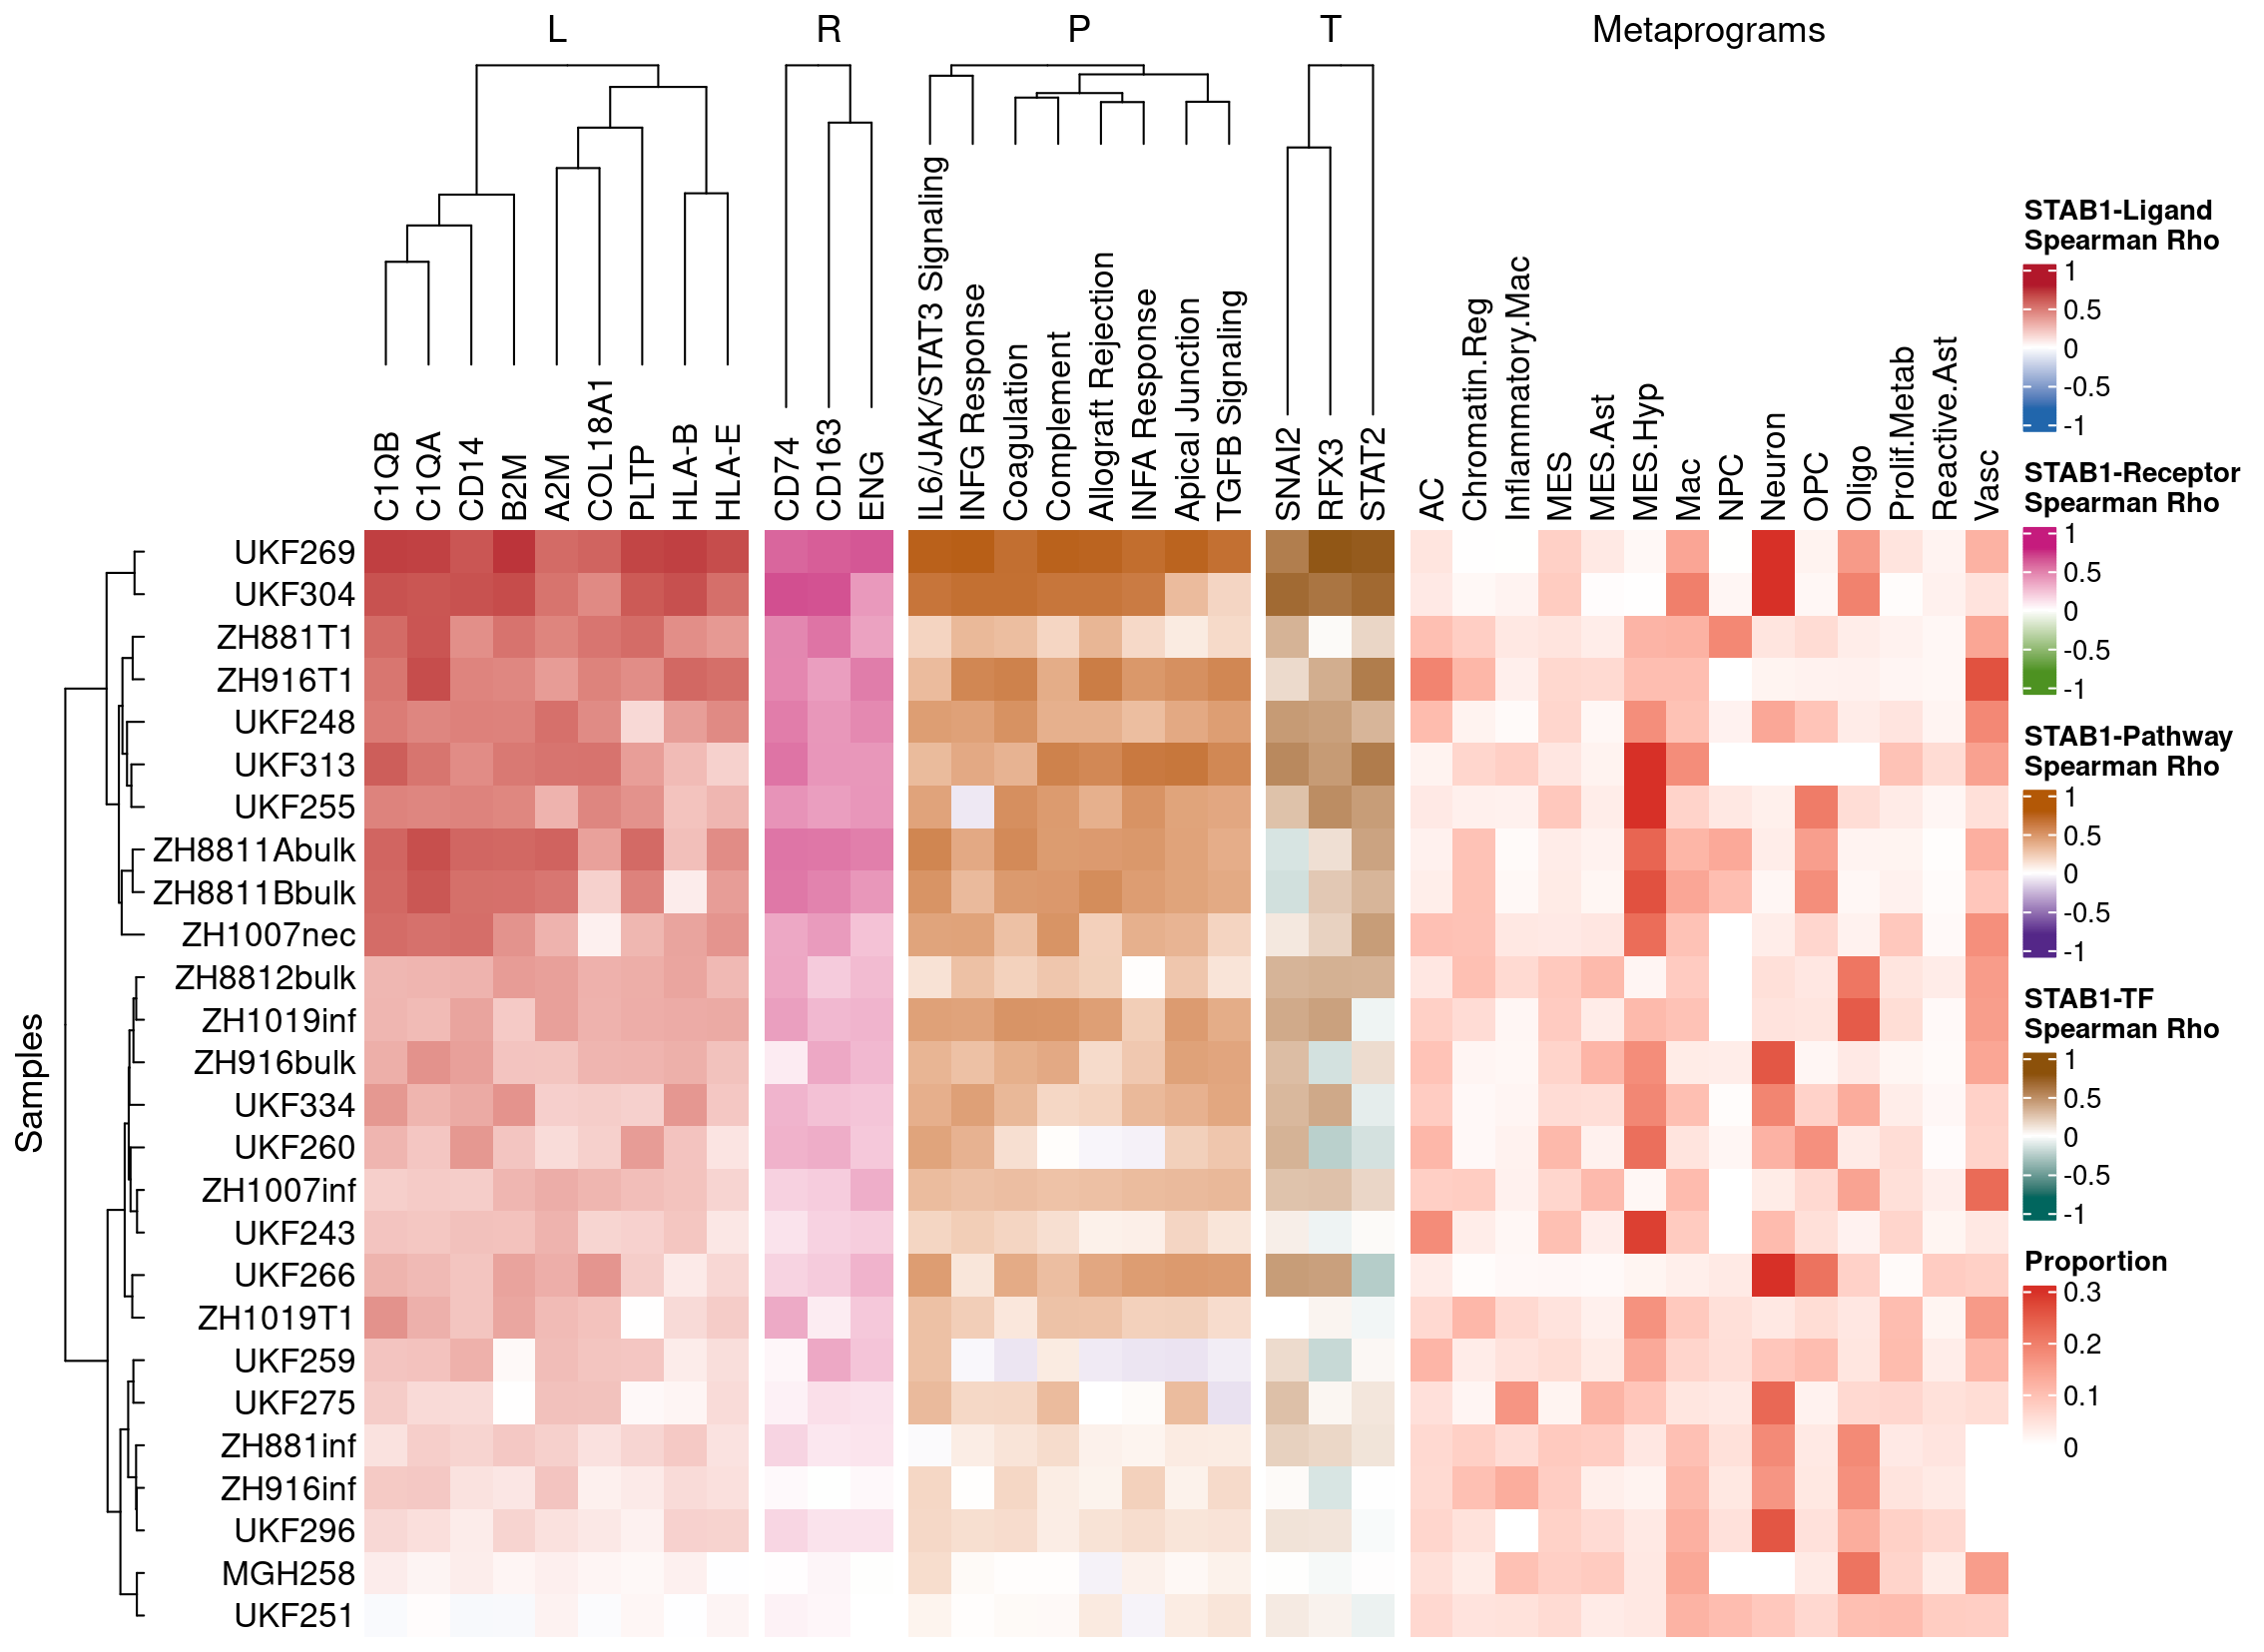 L
R
P
T
Metaprograms
C1QB
C1QA
CD14
B2M
A2M
COL18A1
PLTP
HLA-B
HLA-E
CD74
CD163
ENG
IL6/JAK/STAT3 Signaling
INFG Response
Coagulation
Complement
Allograft Rejection
INFA Response
Apical Junction
TGFB Signaling
SNAI2
RFX3
STAT2
AC
Chromatin.Reg
Inflammatory.Mac
MES
MES.Ast
MES.Hyp
Mac
NPC
Neuron
OPC
Oligo
Prolif.Metab
Reactive.Ast
Vasc
Samples
UKF269
UKF304
ZH881T1
ZH916T1
UKF248
UKF313
UKF255
ZH8811Abulk
ZH8811Bbulk
ZH1007nec
ZH8812bulk
ZH1019inf
ZH916bulk
UKF334
UKF260
ZH1007inf
UKF243
UKF266
ZH1019T1
UKF259
UKF275
ZH881inf
ZH916inf
UKF296
MGH258
UKF251
STAB1-Ligand
Spearman Rho
1
0.5
0
-0.5
-1
STAB1-Receptor
Spearman Rho
1
0.5
0
-0.5
-1
STAB1-Pathway
Spearman Rho
1
0.5
0
-0.5
-1
STAB1-TF
Spearman Rho
1
0.5
0
-0.5
-1
Proportion
0.3
0.2
0.1
0